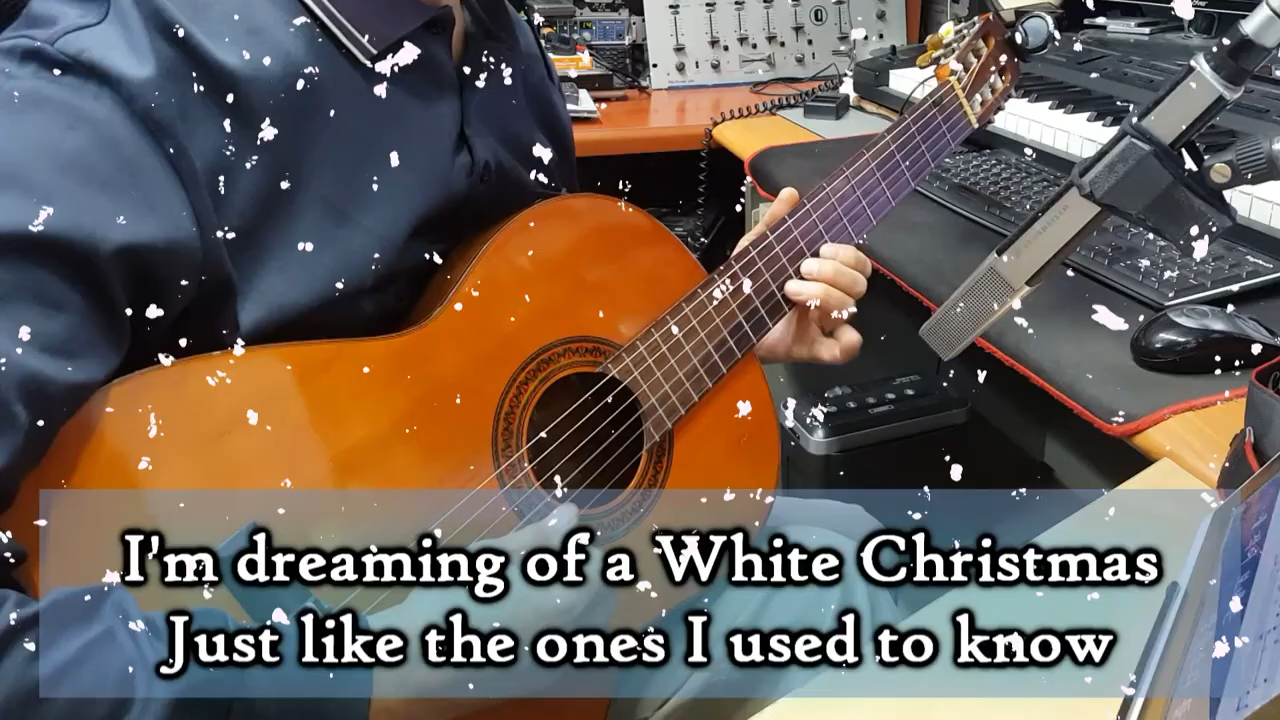 I'm dreaming of a White Christmas
Just like the ones I used to know